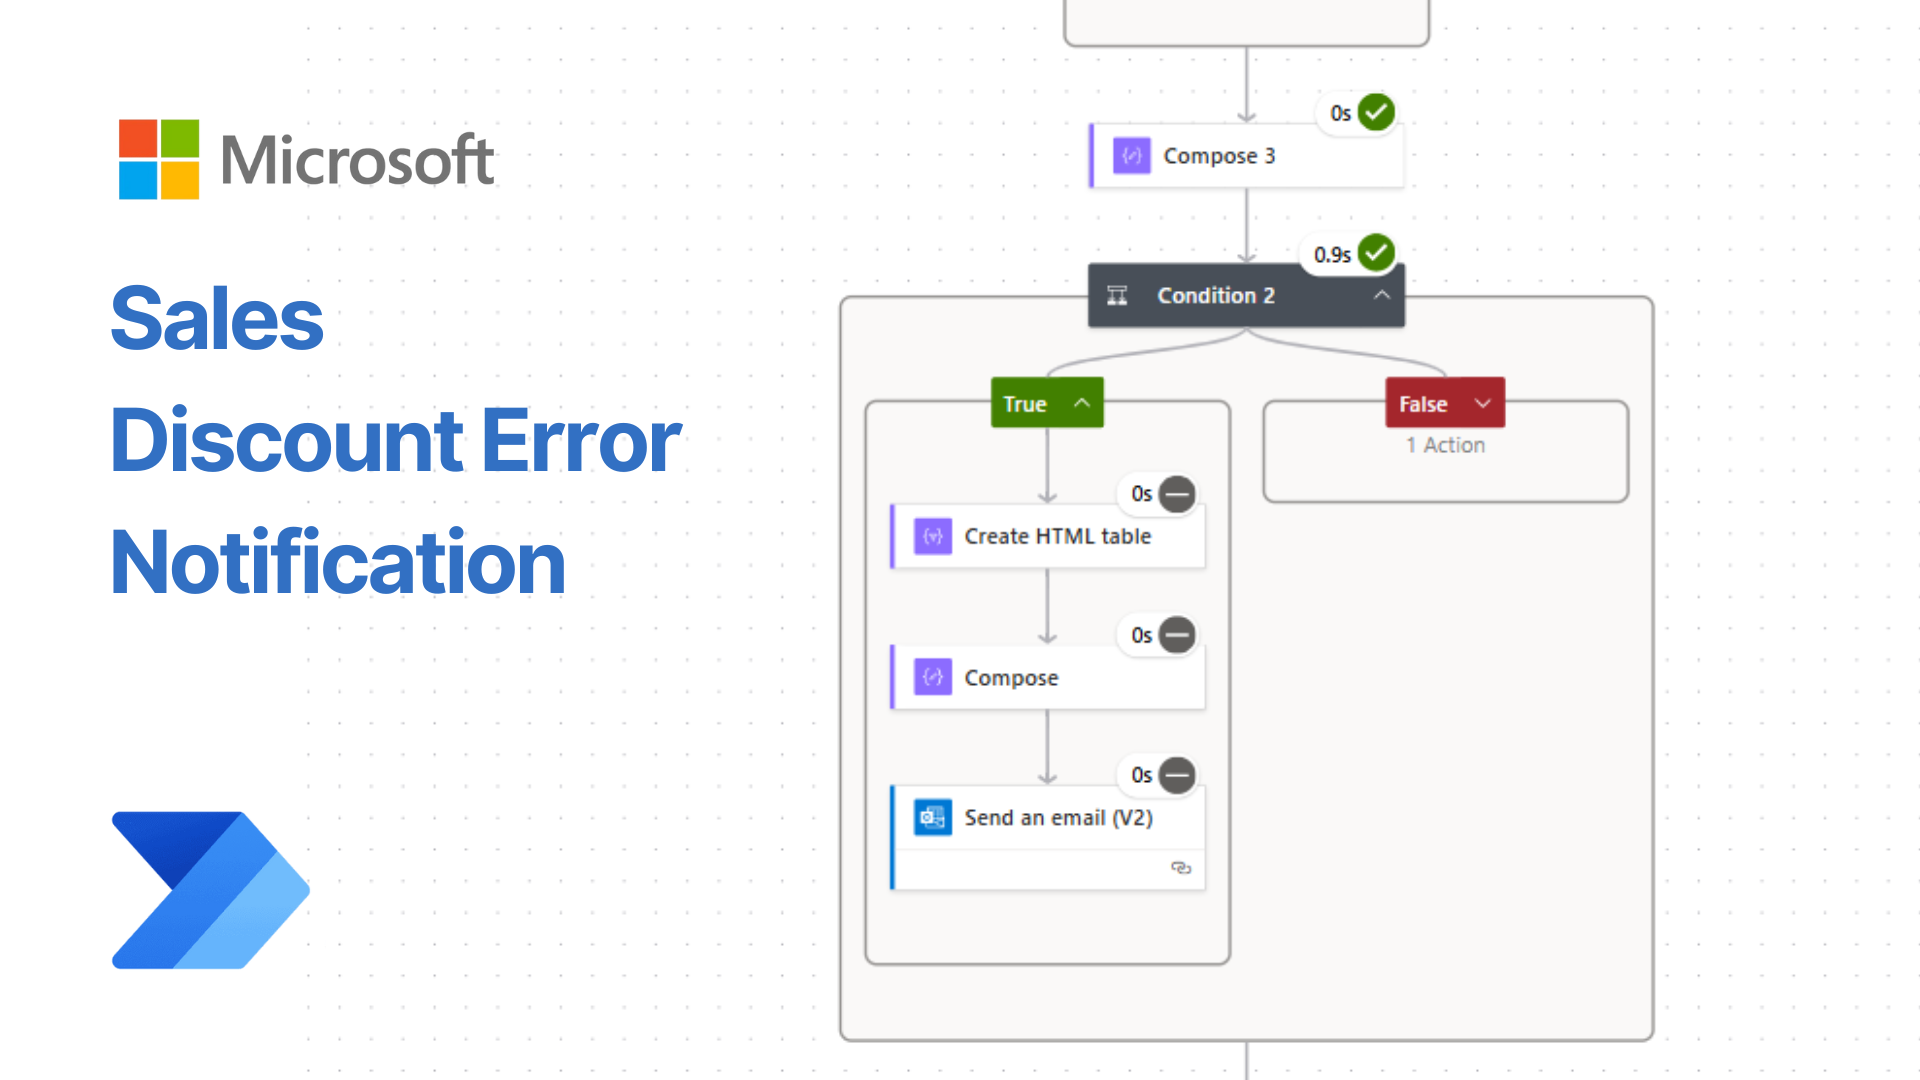 Microsoft
Sales
Discount Error
Notification
0s
Compose 3
0.9s
Condition 2
True
False
1 Action
0s
Create HTML table
0s
Compose
0s
Send an email (V2)